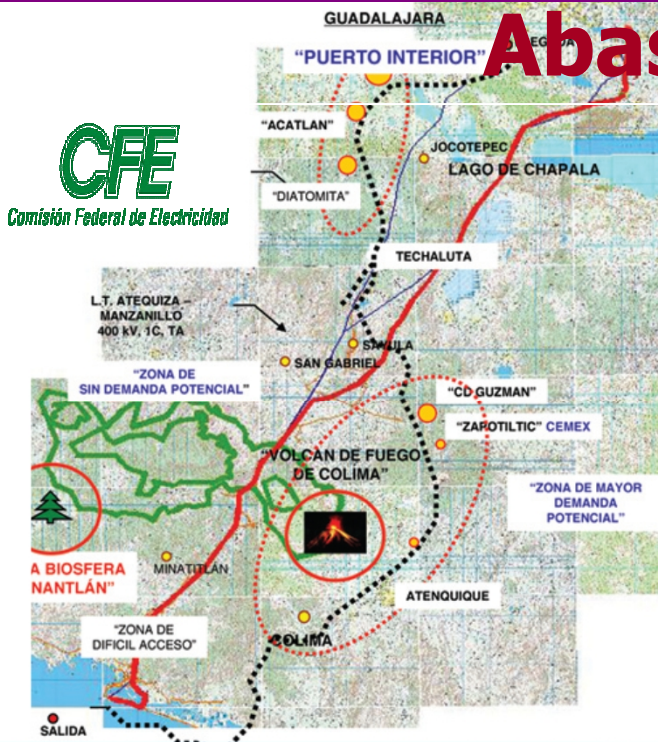 GUADALAJARA
Abas
"PUERTO INTERIOR"
"ACATLAN"
CFE
Comisión Federal de Electricidad
JOCOTEPEC
LAGO DE CHAPALA
"DIATOMITA"
TECHALUTA
L.T. ATEQUIZA –
MANZANILLO
400 kV, 1C, TA
SAYULA
SAN GABRIEL
"ZONA DE
SIN DEMANDA POTENCIAL"
"CD GUZMAN"
"ZAPOTILTIC" CEMEX
"VOLCAN DE FUEGO
DE COLIMA"
"ZONA DE MAYOR
DEMANDA
POTENCIAL"
A BIOSFERA
NANTLÁN"
MINATITLÁN
ATENQUIQUE
"ZONA DE
DIFICIL ACCESO"
COLIMA
SALIDA